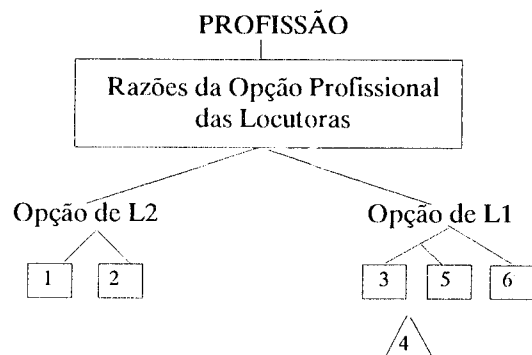 PROFISSÃO
Razões da Opção Profissional
das Locutoras
Opção de L2
Opção de L1
1 2
3 5 6
4